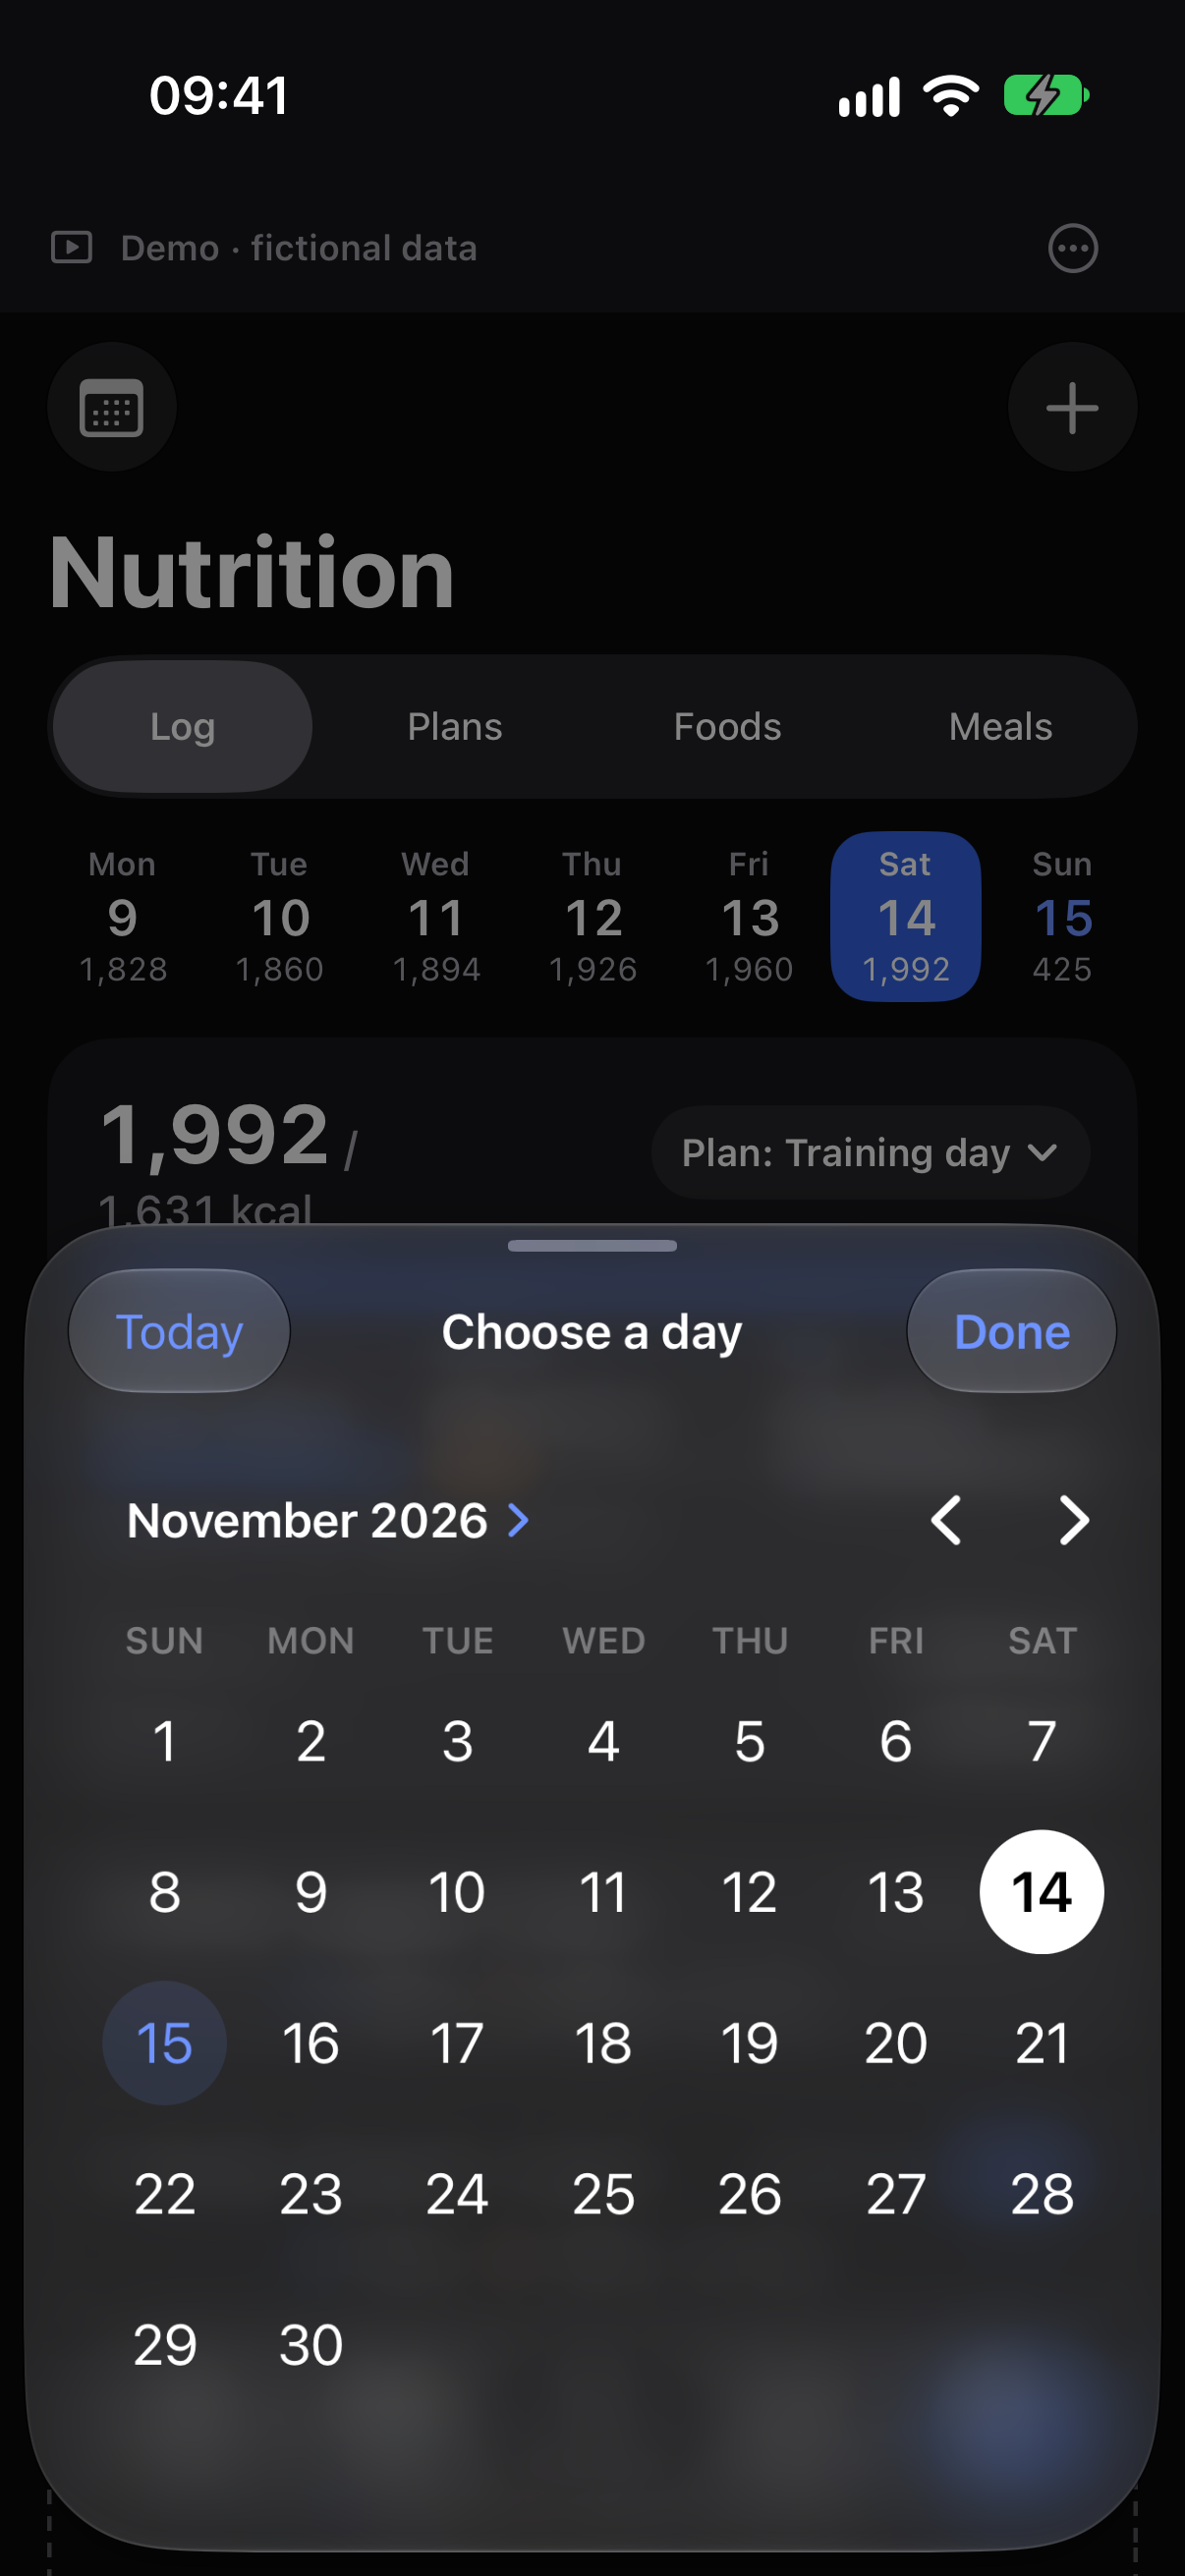 09:41
Demo · fictional data
Nutrition
Log Plans Foods Meals
Mon Tue Wed Thu Fri Sat Sun
9 10 11 12 13 14 15
1,828 1,860 1,894 1,926 1,960 1,992 425
1,992 /
Plan: Training day
1,631 kcal
Today Choose a day Done
November 2026
SUN MON TUE WED THU FRI SAT
1 2 3 4 5 6 7
8 9 10 11 12 13 14
15 16 17 18 19 20 21
22 23 24 25 26 27 28
29 30